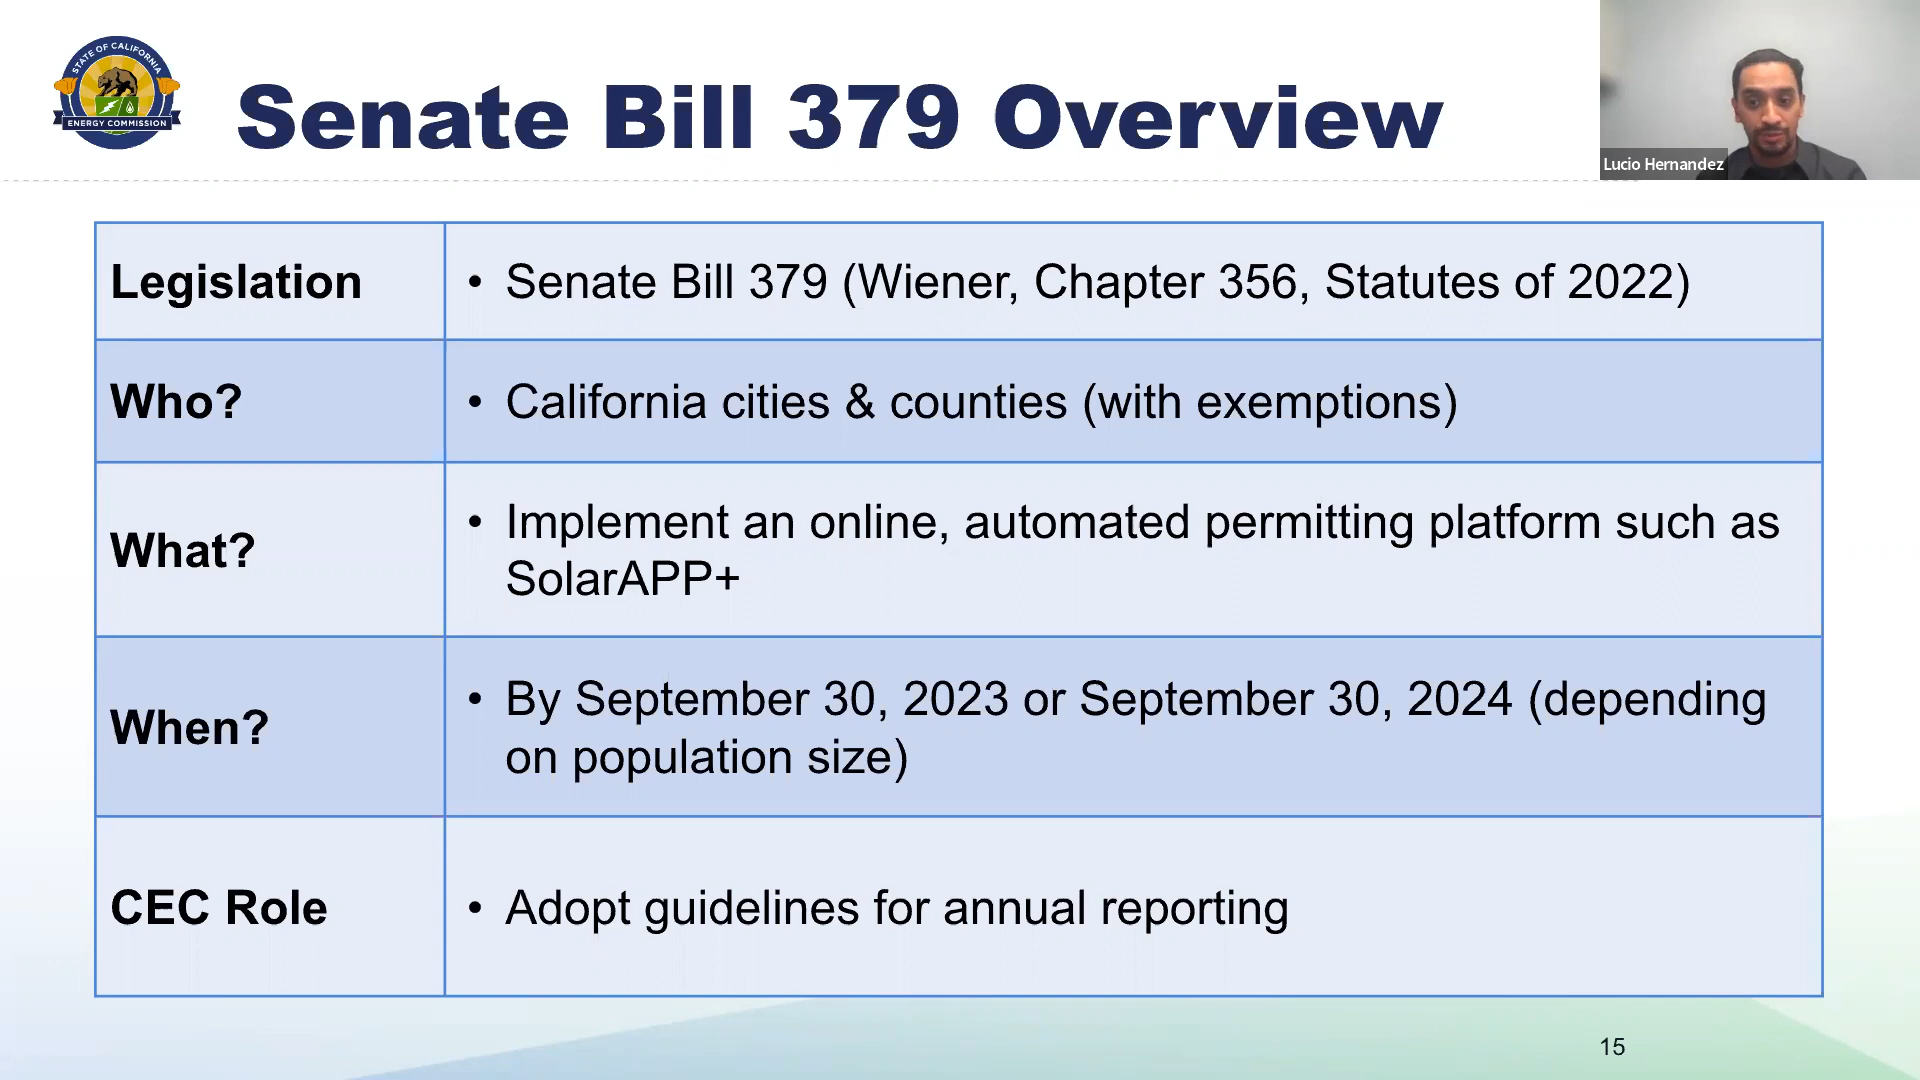 STATE OF CALIFORNIA
ENERGY COMMISSION
Senate Bill 379 Overview
Lucio Hernandez
Legislation
• Senate Bill 379 (Wiener, Chapter 356, Statutes of 2022)
Who?
• California cities & counties (with exemptions)
What?
• Implement an online, automated permitting platform such as
SolarAPP+
When?
• By September 30, 2023 or September 30, 2024 (depending
on population size)
CEC Role
• Adopt guidelines for annual reporting
15